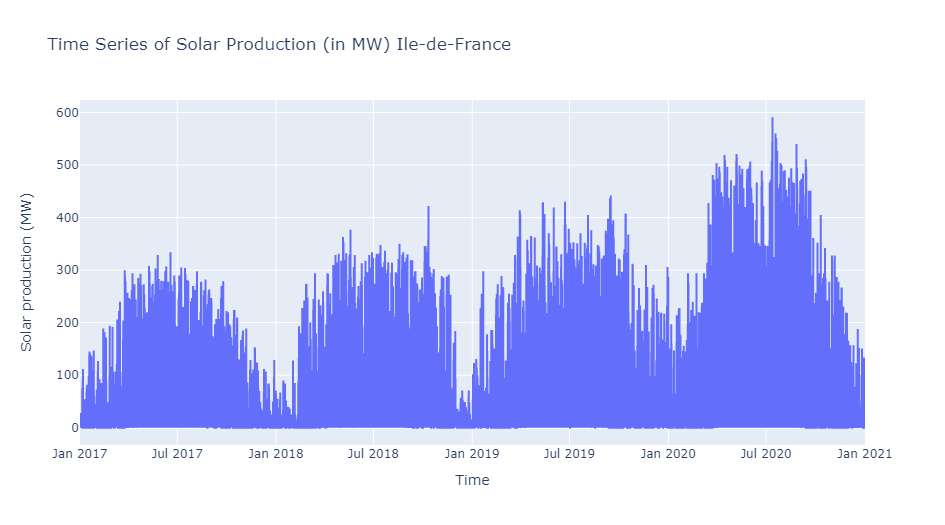 Time Series of Solar Production (in MW) Ile-de-France
600
500
400
300
200
100
0
Solar production (MW)
Jan 2017 Jul 2017 Jan 2018 Jul 2018 Jan 2019 Jul 2019 Jan 2020 Jul 2020 Jan 2021
Time